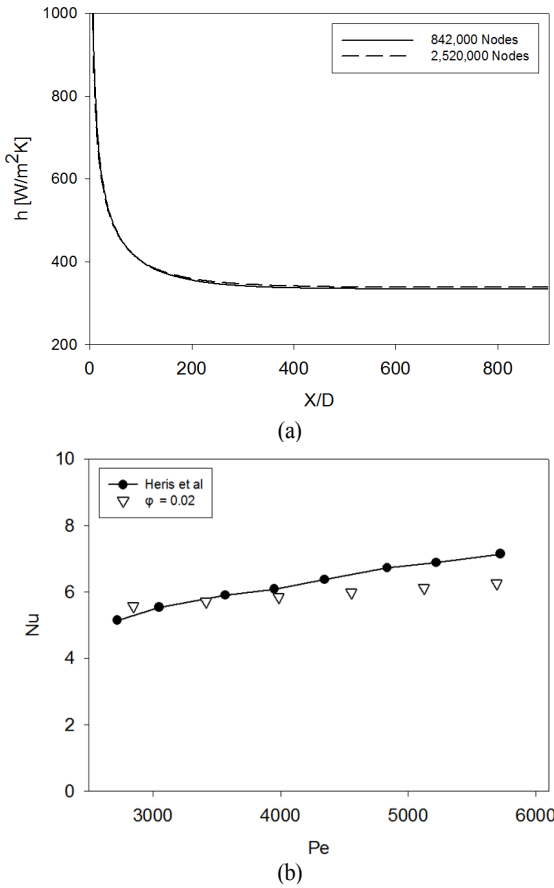 1000
842,000 Nodes
2,520,000 Nodes
800
h [W/m²K]
600
400
200
0 200 400 600 800
X/D
(a)
10
Heris et al
φ = 0.02
8
6
Nu
4
2
0
3000 4000 5000 6000
Pe
(b)